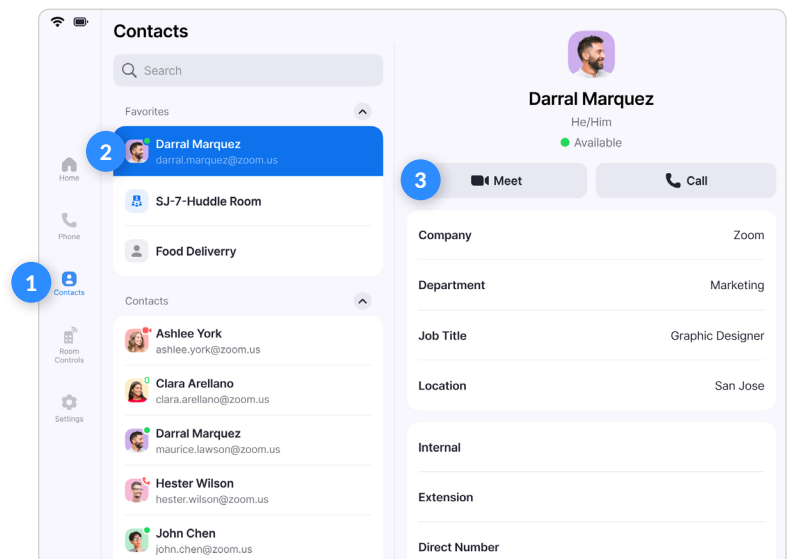 Contacts
Search
Favorites
2
Darral Marquez
darral.marquez@zoom.us
SJ-7-Huddle Room
Food Deliverry
Contacts
Ashlee York
ashlee.york@zoom.us
Clara Arellano
clara.arellano@zoom.us
Darral Marquez
maurice.lawson@zoom.us
Hester Wilson
hester.wilson@zoom.us
John Chen
john.chen@zoom.us
Home
Phone
1
Contacts
Room
Controls
Settings
Darral Marquez
He/Him
Available
3
Meet
Call
Company Zoom
Department Marketing
Job Title Graphic Designer
Location San Jose
Internal
Extension
Direct Number